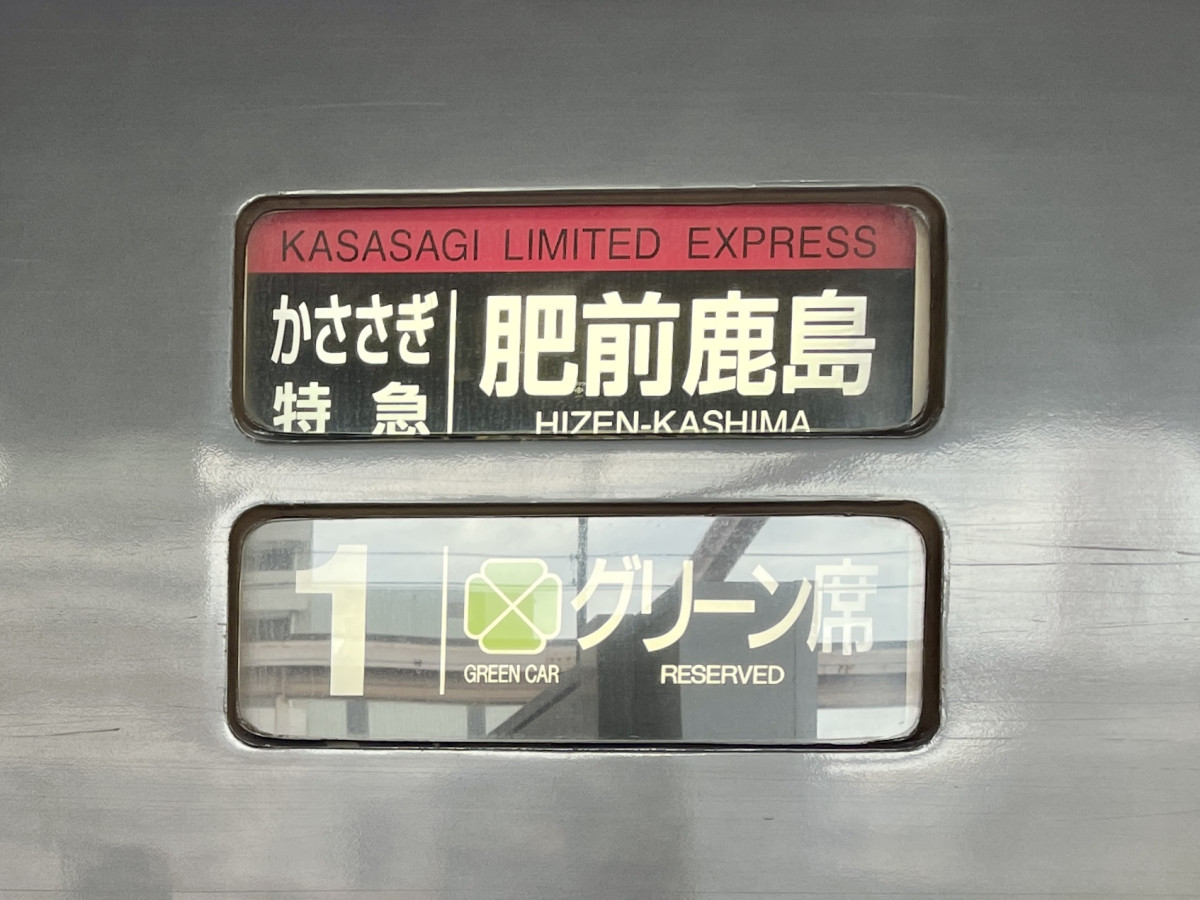 KASASAGI LIMITED EXPRESS
かささぎ
特急
肥前鹿島
HIZEN-KASHIMA
1
グリーン席
GREEN CAR
RESERVED